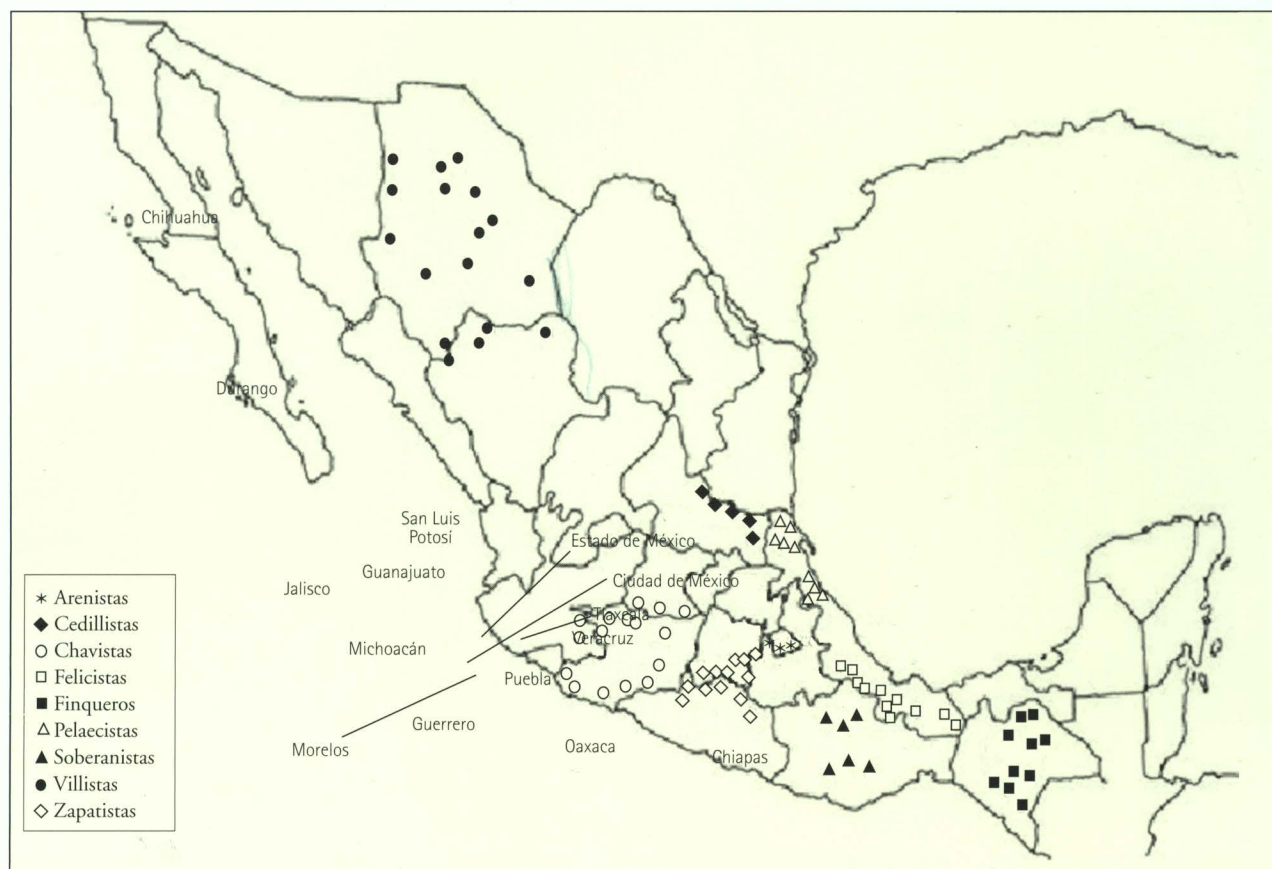 Chihuahua
Durango
San Luis
Potosí
Estado de México
Guanajuato
Ciudad de México
Jalisco
Tlaxcala
Veracruz
Michoacán
Puebla
Guerrero
Morelos
Oaxaca
Chiapas
Arenistas
Cedillistas
Chavistas
Felicistas
Finqueros
Pelaecistas
Soberanistas
Villistas
Zapatistas